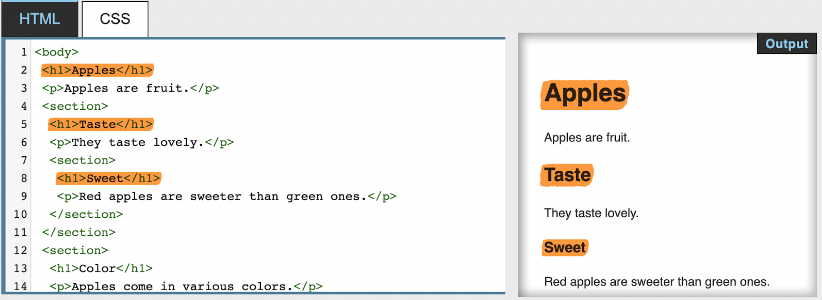 HTML CSS
1 <body>
2 <h1>Apples</h1>
3 <p>Apples are fruit.</p>
4 <section>
5 <h1>Taste</h1>
6 <p>They taste lovely.</p>
7 <section>
8 <h1>Sweet</h1>
9 <p>Red apples are sweeter than green ones.</p>
10 </section>
11 </section>
12 <section>
13 <h1>Color</h1>
14 <p>Apples come in various colors.</p>
Output
Apples
Apples are fruit.
Taste
They taste lovely.
Sweet
Red apples are sweeter than green ones.